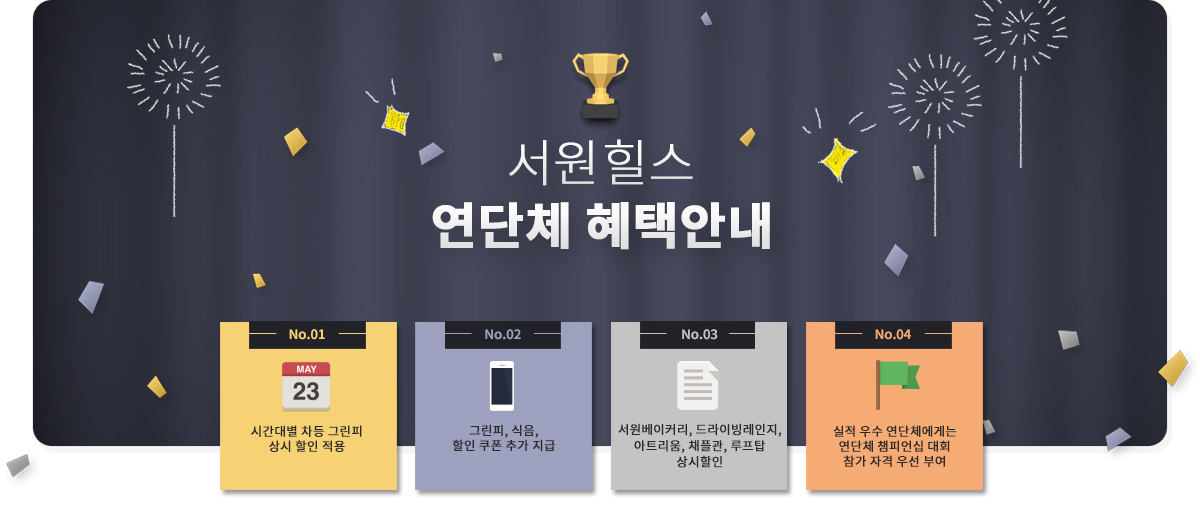 서원힐스
연단체 혜택안내
No.01
MAY
23
시간대별 차등 그린피
상시 할인 적용
No.02
그린피, 식음,
할인 쿠폰 추가 지급
No.03
서원베이커리, 드라이빙레인지,
아트리움, 채플관, 루프탑
상시할인
No.04
실적 우수 연단체에게는
연단체 챔피언십 대회
참가 자격 우선 부여